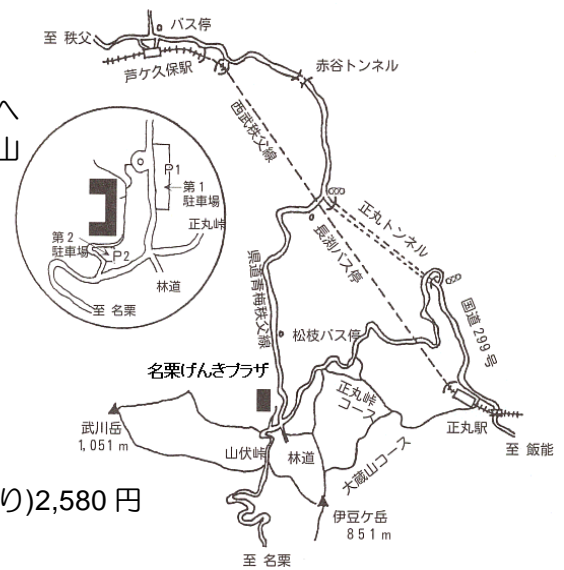 バス停
至 秩父
芦ケ久保駅
赤谷トンネル
へ
山
西武秩父線
P1
第1
駐車場
正丸峠
第2
駐車場
P2
林道
至 名栗
正丸トンネル
長渕バス停
県道青梅秩父線
国道299号
松枝バス停
名栗げんきプラザ
正丸峠
コース
武川岳
1,051m
正丸駅
山伏峠
林道
大蔵山コース
至 飯能
り)2,580 円
伊豆ケ岳
851m
至 名栗